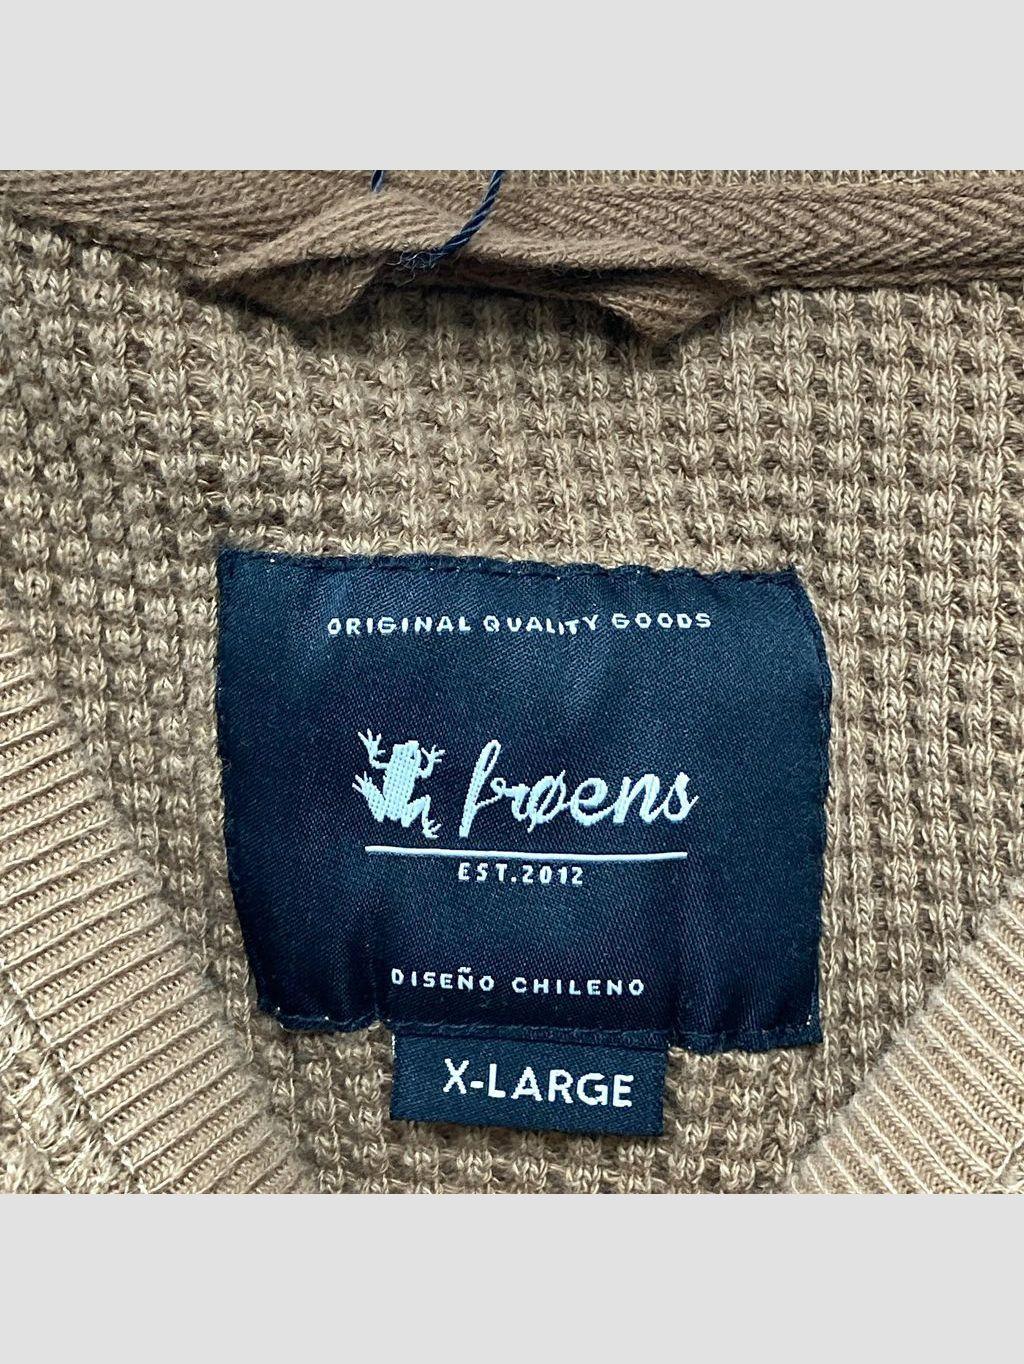 ORIGINAL QUALITY GOODS
frøens
EST.2012
DISEÑO CHILENO
X-LARGE